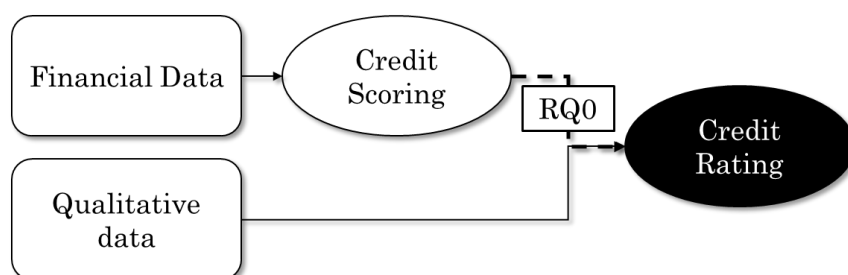 Financial Data
Credit
Scoring
RQ0
Credit
Rating
Qualitative
data